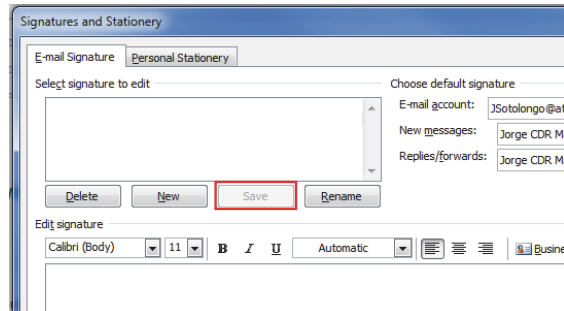 Signatures and Stationery
E-mail Signature Personal Stationery
Select signature to edit
Choose default signature
E-mail account: JSotolongo@at
New messages: Jorge CDR M
Replies/forwards: Jorge CDR M
Delete New Save Rename
Edit signature
Calibri (Body) 11 B I U Automatic Busine